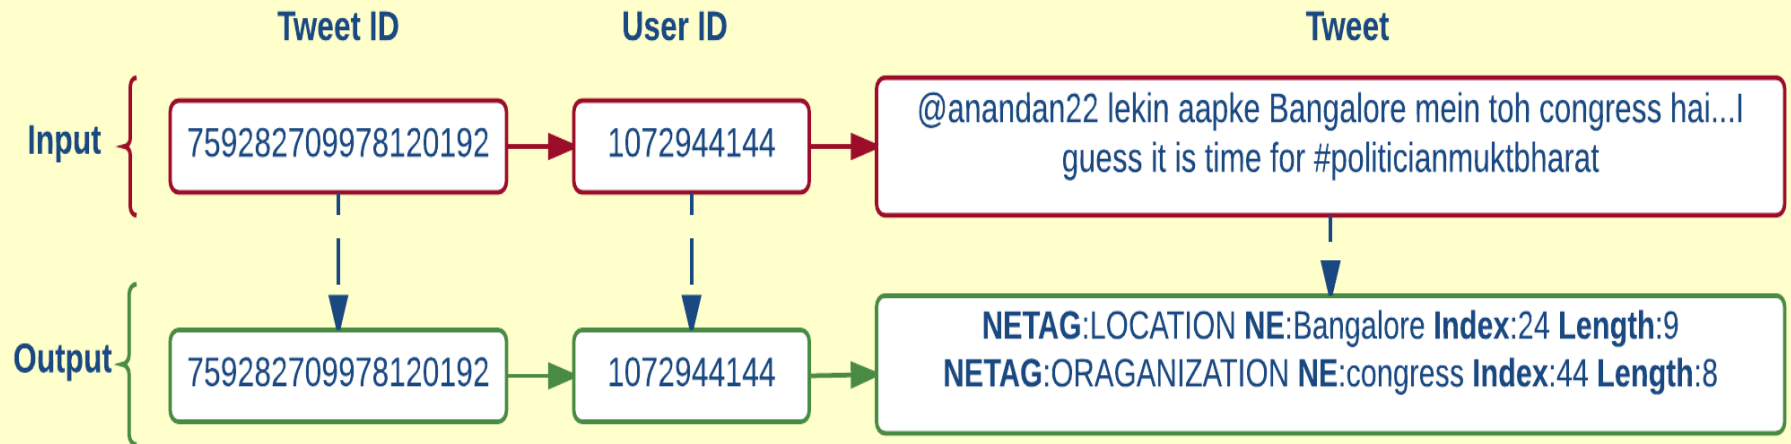 Tweet ID User ID Tweet
Input
759282709978120192
1072944144
@anandan22 lekin aapke Bangalore mein toh congress hai...I
guess it is time for #politicianmuktbharat
Output
759282709978120192
1072944144
NETAG:LOCATION NE:Bangalore Index:24 Length:9
NETAG:ORAGANIZATION NE:congress Index:44 Length:8